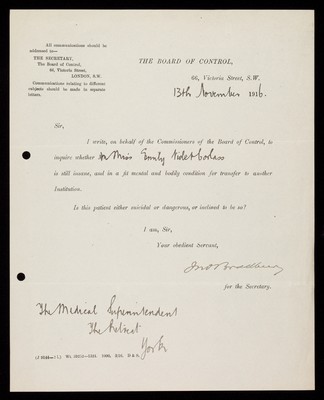 All communications should be
addressed to—
THE SECRETARY,
The Board of Control,
66, Victoria Street,
LONDON, S.W.
Communications relating to different
subjects should be made in separate
letters.
THE BOARD OF CONTROL,
66, Victoria Street, S.W.
13th November 1916.
Sir,
I write, on behalf of the Commissioners of the Board of Control, to
inquire whether Miss Emily Violet
is still insane, and in a fit mental and bodily condition for transfer to another
Institution.
Is this patient either suicidal or dangerous, or inclined to be so?
I am, Sir,
Your obedient Servant,
for the Secretary.
The Medical Superintendent
The Retreat
York